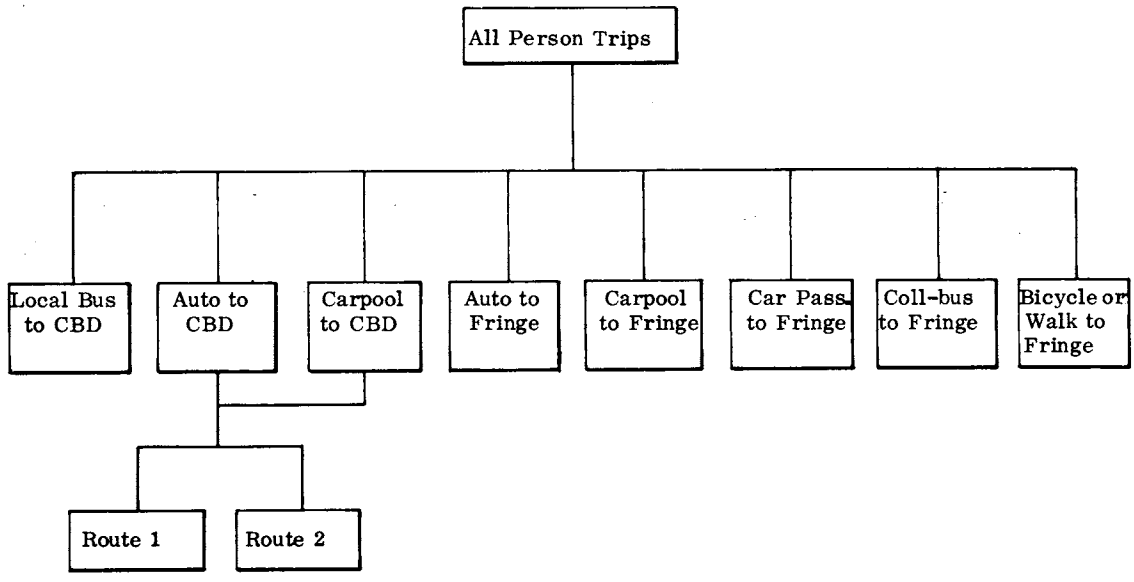 All Person Trips
Local Bus
to CBD
Auto to
CBD
Carpool
to CBD
Auto to
Fringe
Carpool
to Fringe
Car Pass
to Fringe
Coll-bus
to Fringe
Bicycle or
Walk to
Fringe
Route 1
Route 2